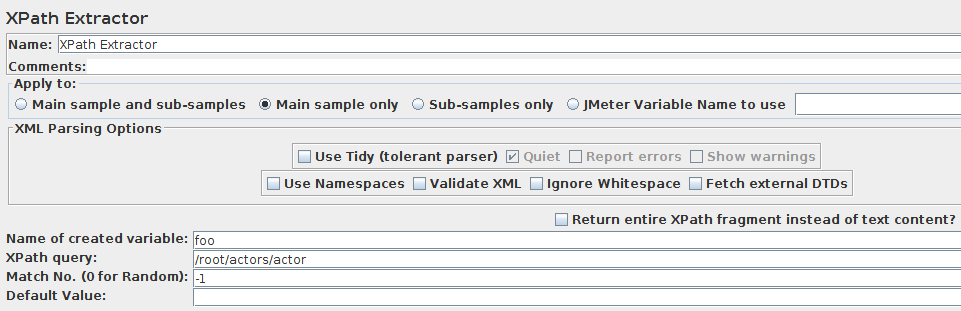 XPath Extractor
Name: XPath Extractor
Comments:
Apply to:
Main sample and sub-samples Main sample only Sub-samples only JMeter Variable Name to use
XML Parsing Options
Use Tidy (tolerant parser) Quiet Report errors Show warnings
Use Namespaces Validate XML Ignore Whitespace Fetch external DTDs
Return entire XPath fragment instead of text content?
Name of created variable: foo
XPath query: /root/actors/actor
Match No. (0 for Random): -1
Default Value: